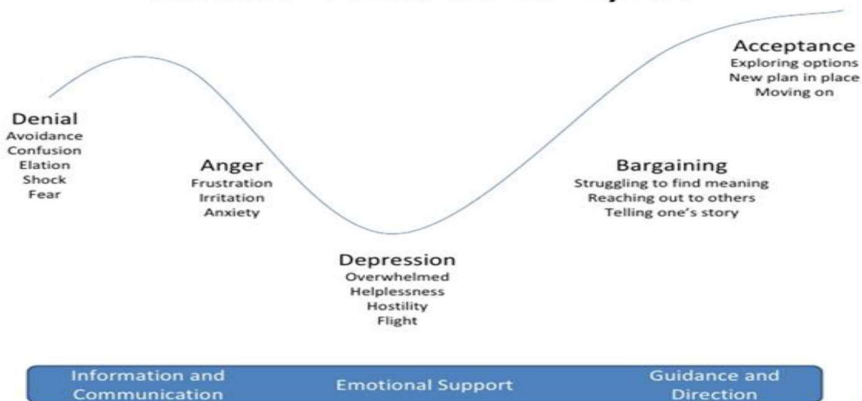 Denial
Avoidance
Confusion
Elation
Shock
Fear
Anger
Frustration
Irritation
Anxiety
Depression
Overwhelmed
Helplessness
Hostility
Flight
Bargaining
Struggling to find meaning
Reaching out to others
Telling one's story
Acceptance
Exploring options
New plan in place
Moving on
Information and
Communication
Emotional Support
Guidance and
Direction